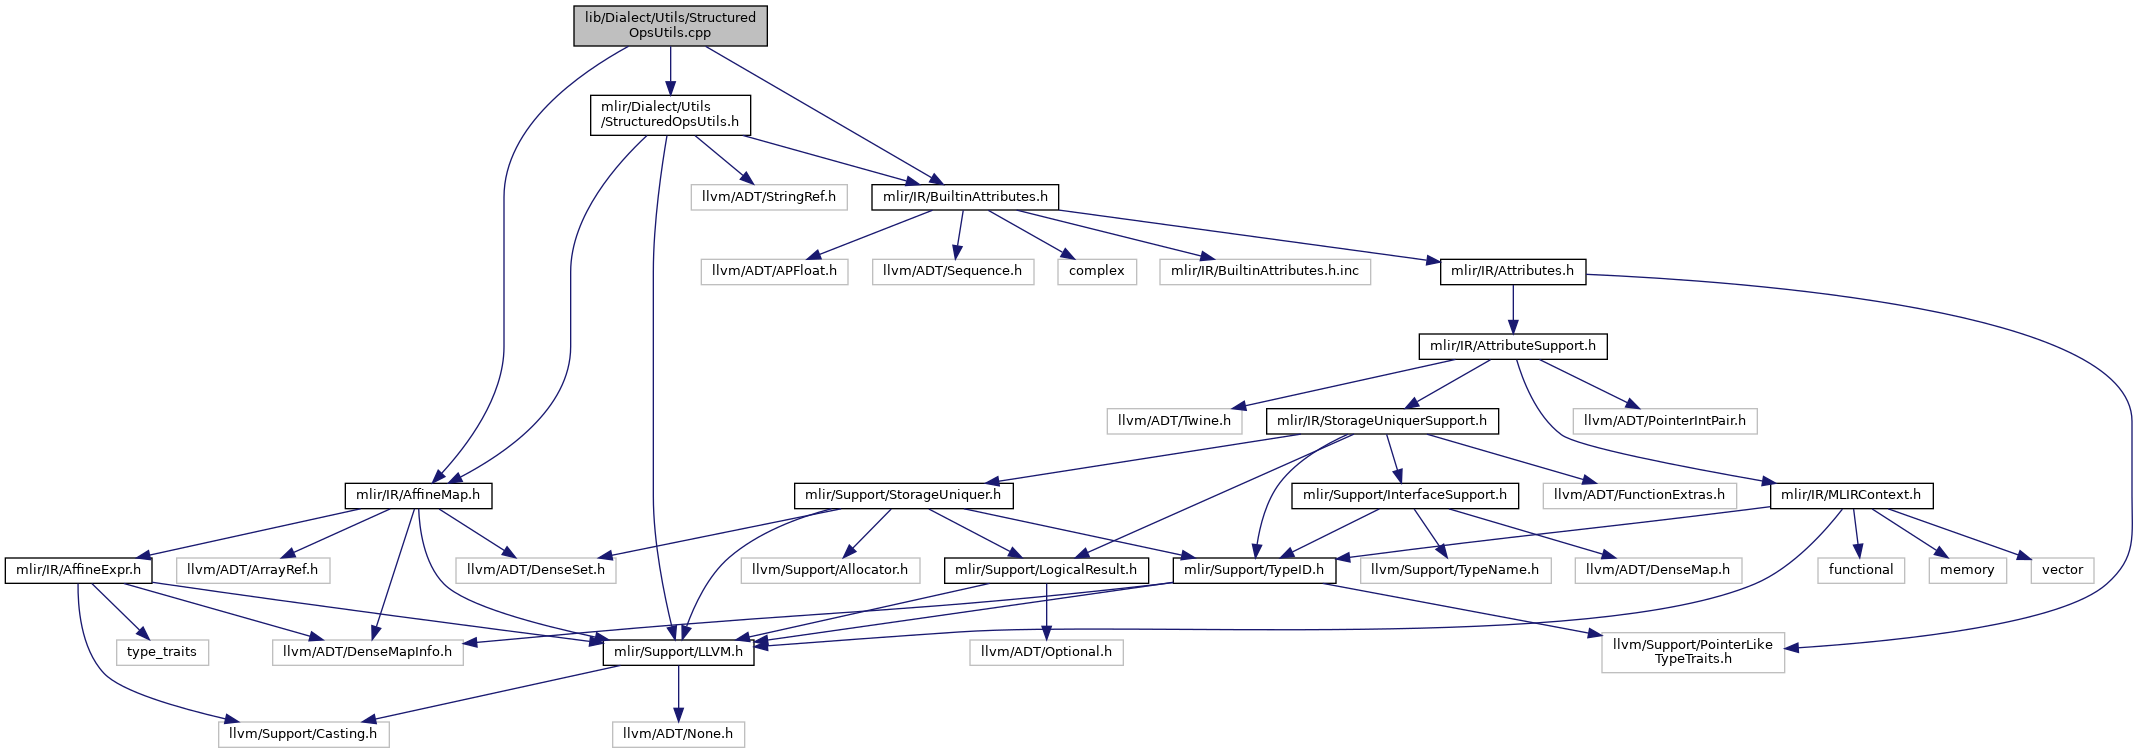 lib/Dialect/Utils/Structured
OpsUtils.cpp
mlir/Dialect/Utils
/StructuredOpsUtils.h
llvm/ADT/StringRef.h
mlir/IR/BuiltinAttributes.h
llvm/ADT/APFloat.h
llvm/ADT/Sequence.h
complex
mlir/IR/BuiltinAttributes.h.inc
mlir/IR/Attributes.h
mlir/IR/AttributeSupport.h
llvm/ADT/Twine.h
mlir/IR/StorageUniquerSupport.h
llvm/ADT/PointerIntPair.h
mlir/IR/AffineMap.h
mlir/Support/StorageUniquer.h
mlir/Support/InterfaceSupport.h
llvm/ADT/FunctionExtras.h
mlir/IR/MLIRContext.h
mlir/IR/AffineExpr.h
llvm/ADT/ArrayRef.h
llvm/ADT/DenseSet.h
llvm/Support/Allocator.h
mlir/Support/LogicalResult.h
mlir/Support/TypeID.h
llvm/Support/TypeName.h
llvm/ADT/DenseMap.h
functional
memory
vector
type_traits
llvm/ADT/DenseMapInfo.h
mlir/Support/LLVM.h
llvm/ADT/Optional.h
llvm/Support/PointerLike
TypeTraits.h
llvm/Support/Casting.h
llvm/ADT/None.h